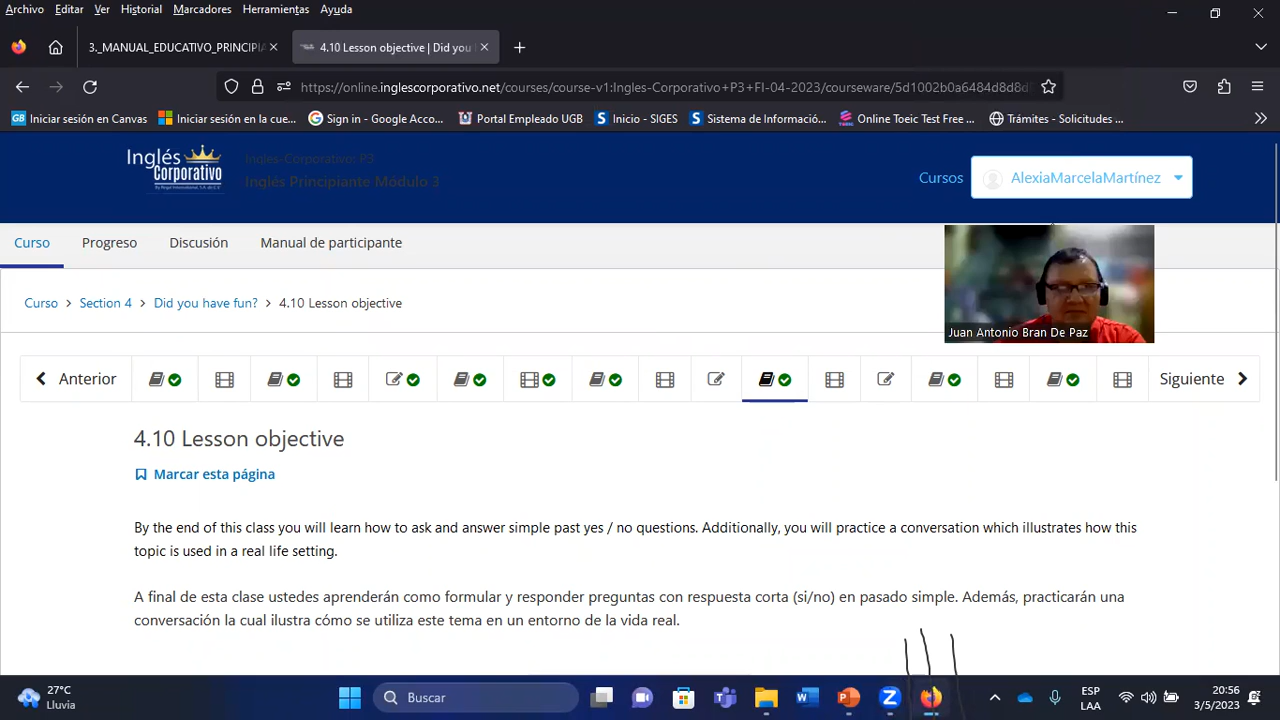 Archivo Editar Ver Historial Marcadores Herramientas Ayuda
3._MANUAL_EDUCATIVO_PRINCIPIA
4.10 Lesson objective | Did you
https://online.inglescorporativo.net/courses/course-v1:Ingles-Corporativo+P3+FI-04-2023/courseware/5d1002b0a6484d8d8d
Iniciar sesión en Canvas
Iniciar sesión en la cue...
Sign in - Google Acco...
Portal Empleado UGB
Inicio - SIGES
Sistema de Informació...
Online Toeic Test Free ...
Trámites - Solicitudes ...
Inglés
Corporativo
Ingles-Corporativo: P3
Inglés Principiante Módulo 3
Cursos
AlexiaMarcelaMartínez
Curso Progreso Discusión Manual de participante
Juan Antonio Bran De Paz
Curso > Section 4 > Did you have fun? > 4.10 Lesson objective
Anterior
Siguiente
4.10 Lesson objective
Marcar esta página
By the end of this class you will learn how to ask and answer simple past yes / no questions. Additionally, you will practice a conversation which illustrates how this
topic is used in a real life setting.
A final de esta clase ustedes aprenderán como formular y responder preguntas con respuesta corta (si/no) en pasado simple. Además, practicarán una
conversación la cual ilustra cómo se utiliza este tema en un entorno de la vida real.
27°C
Lluvia
Buscar
ESP
LAA
20:56
3/5/2023